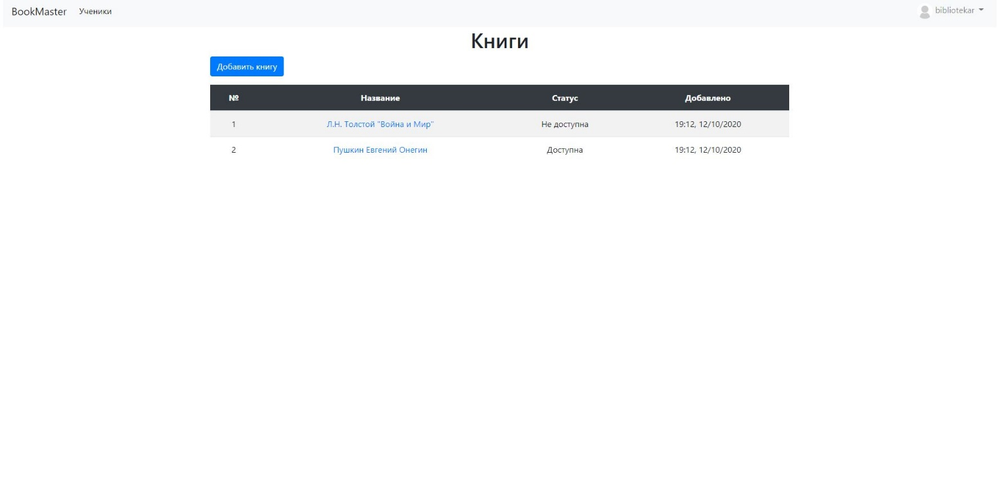 BookMaster Ученики bibliotekar
Книги
Добавить книгу
№ Название Статус Добавлено
1 Л.Н. Толстой "Война и Мир" Не доступна 19:12, 12/10/2020
2 Пушкин Евгений Онегин Доступна 19:12, 12/10/2020